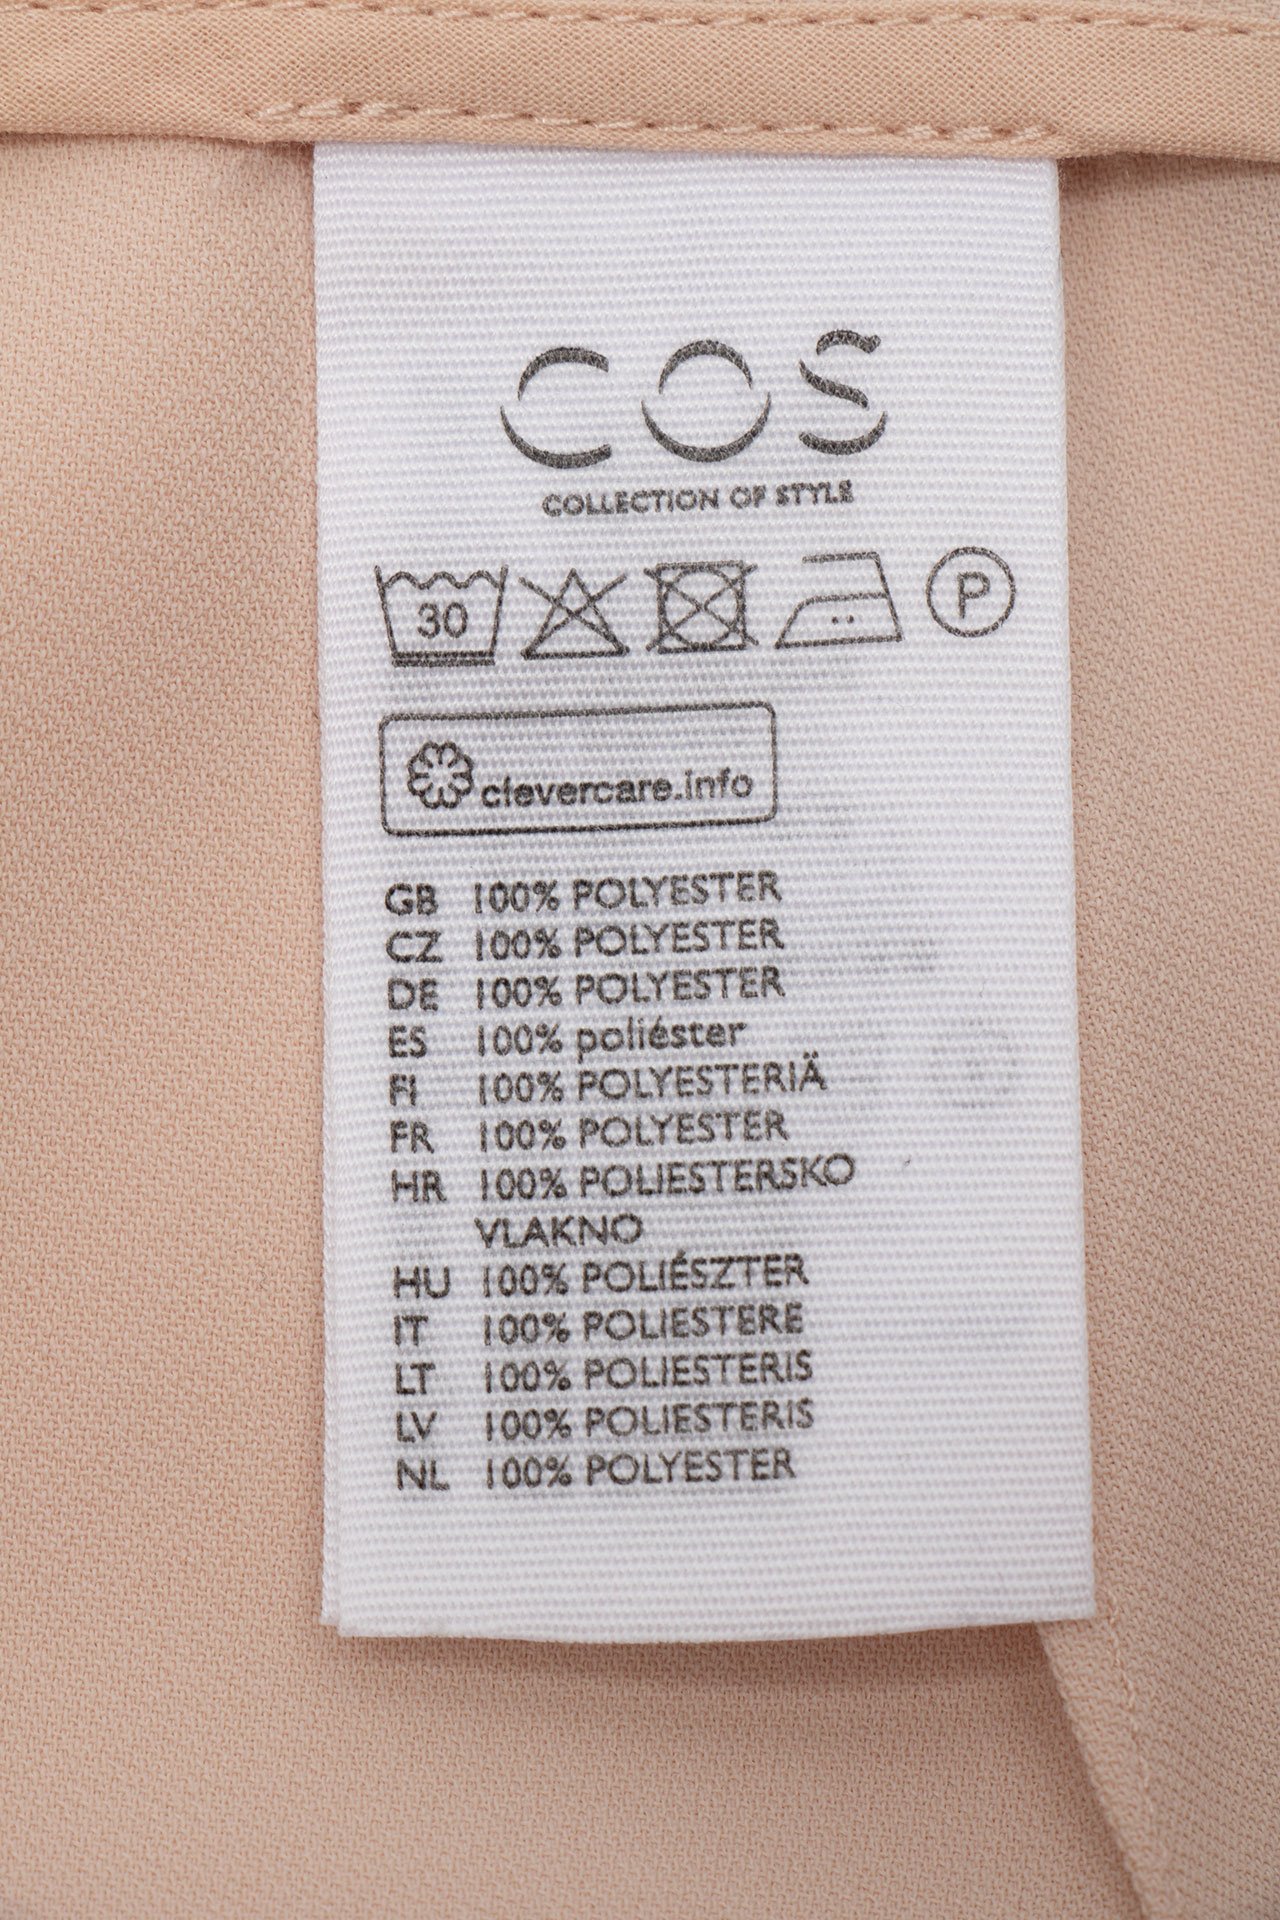 COS
COLLECTION OF STYLE
30 P
clevercare.info
GB 100% POLYESTER
CZ 100% POLYESTER
DE 100% POLYESTER
ES 100% poliéster
FI 100% POLYESTERIÄ
FR 100% POLYESTER
HR 100% POLIESTERSKO
VLAKNO
HU 100% POLIÉSZTER
IT 100% POLIESTERE
LT 100% POLIESTERIS
LV 100% POLIESTERIS
NL 100% POLYESTER